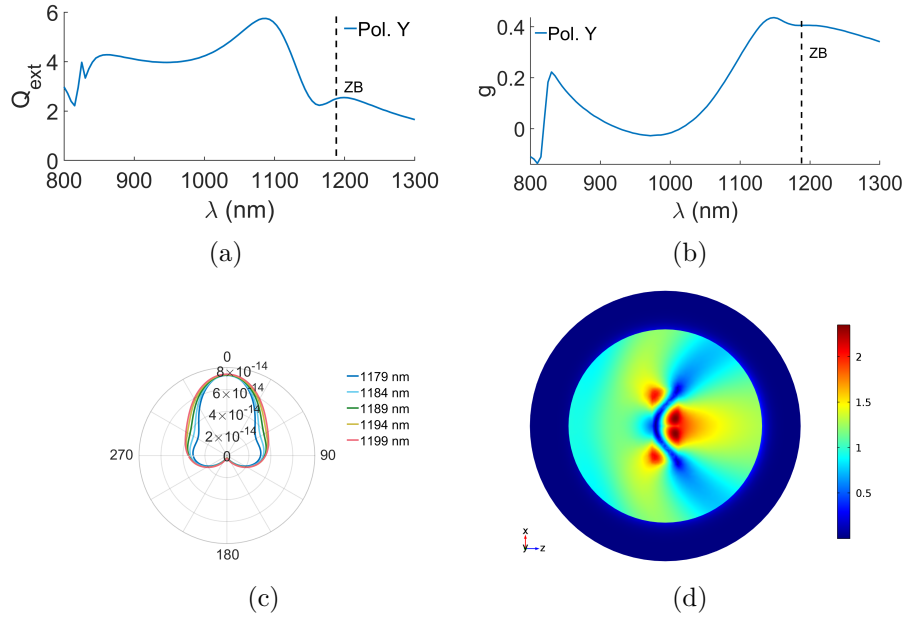 6
4
2
0
Q_ext
Pol. Y
ZB
800 900 1000 1100 1200 1300
λ (nm)
(a)
0.4
0.2
0
g
Pol. Y
ZB
800 900 1000 1100 1200 1300
λ (nm)
(b)
0
8×10^-14
6×10^-14
4×10^-14
2×10^-14
0
270
90
180
1179 nm
1184 nm
1189 nm
1194 nm
1199 nm
(c)
2
1.5
1
0.5
x
y z
(d)